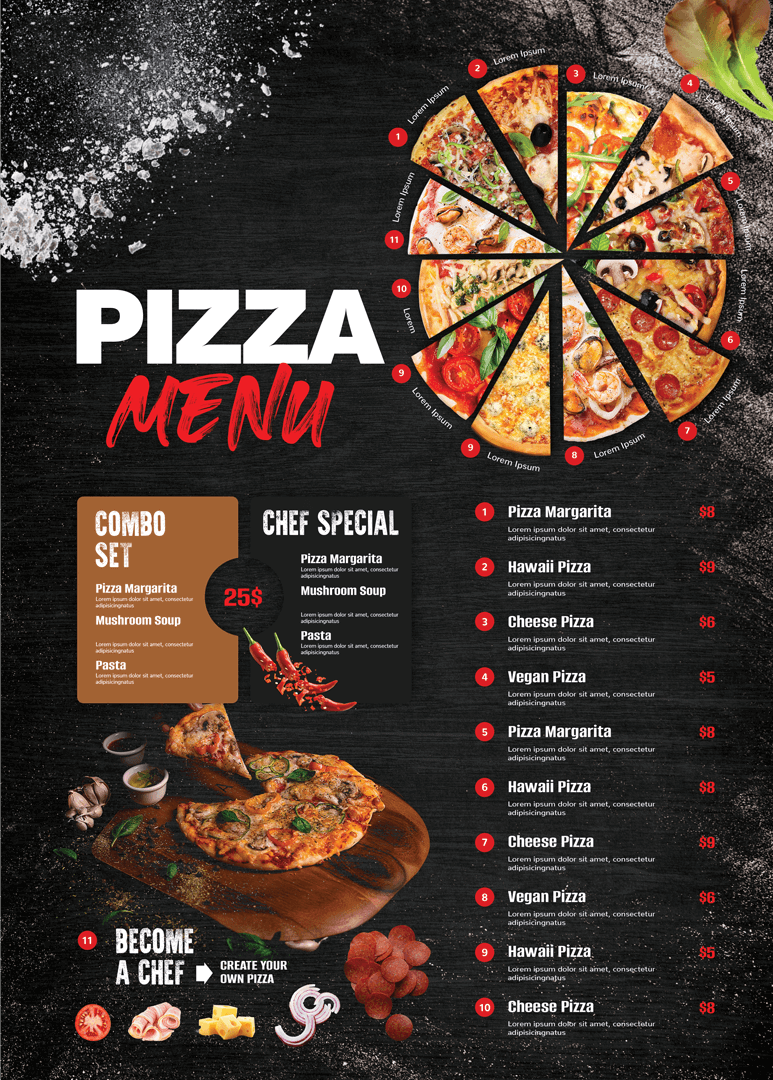 2
Lorem Ipsum
3
Lorem Ipsum
4
1
Lorem Ipsum
5
Lorem Ipsum
11
Lorem Ipsum
10
Lorem
6
Lorem Ipsum
9
Lorem Ipsum
7
Lorem Ipsum
9
Lorem Ipsum
8
Lorem Ipsum
PIZZA
MENU
COMBO
SET
Pizza Margarita
Lorem ipsum dolor sit amet, consectetur
adipisicingnatus
Mushroom Soup
Lorem ipsum dolor sit amet, consectetur
adipisicingnatus
Pasta
Lorem ipsum dolor sit amet, consectetur
adipisicingnatus
25$
CHEF SPECIAL
Pizza Margarita
Lorem ipsum dolor sit amet, consectetur
adipisicingnatus
Mushroom Soup
Lorem ipsum dolor sit amet, consectetur
adipisicingnatus
Pasta
Lorem ipsum dolor sit amet, consectetur
adipisicingnatus
1 Pizza Margarita $8
Lorem ipsum dolor sit amet, consectetur
adipisicingnatus
2 Hawaii Pizza $9
Lorem ipsum dolor sit amet, consectetur
adipisicingnatus
3 Cheese Pizza $6
Lorem ipsum dolor sit amet, consectetur
adipisicingnatus
4 Vegan Pizza $5
Lorem ipsum dolor sit amet, consectetur
adipisicingnatus
5 Pizza Margarita $8
Lorem ipsum dolor sit amet, consectetur
adipisicingnatus
6 Hawaii Pizza $8
Lorem ipsum dolor sit amet, consectetur
adipisicingnatus
7 Cheese Pizza $9
Lorem ipsum dolor sit amet, consectetur
adipisicingnatus
8 Vegan Pizza $6
Lorem ipsum dolor sit amet, consectetur
adipisicingnatus
9 Hawaii Pizza $5
Lorem ipsum dolor sit amet, consectetur
adipisicingnatus
10 Cheese Pizza $8
Lorem ipsum dolor sit amet, consectetur
adipisicingnatus
11 BECOME
A CHEF
CREATE YOUR
OWN PIZZA